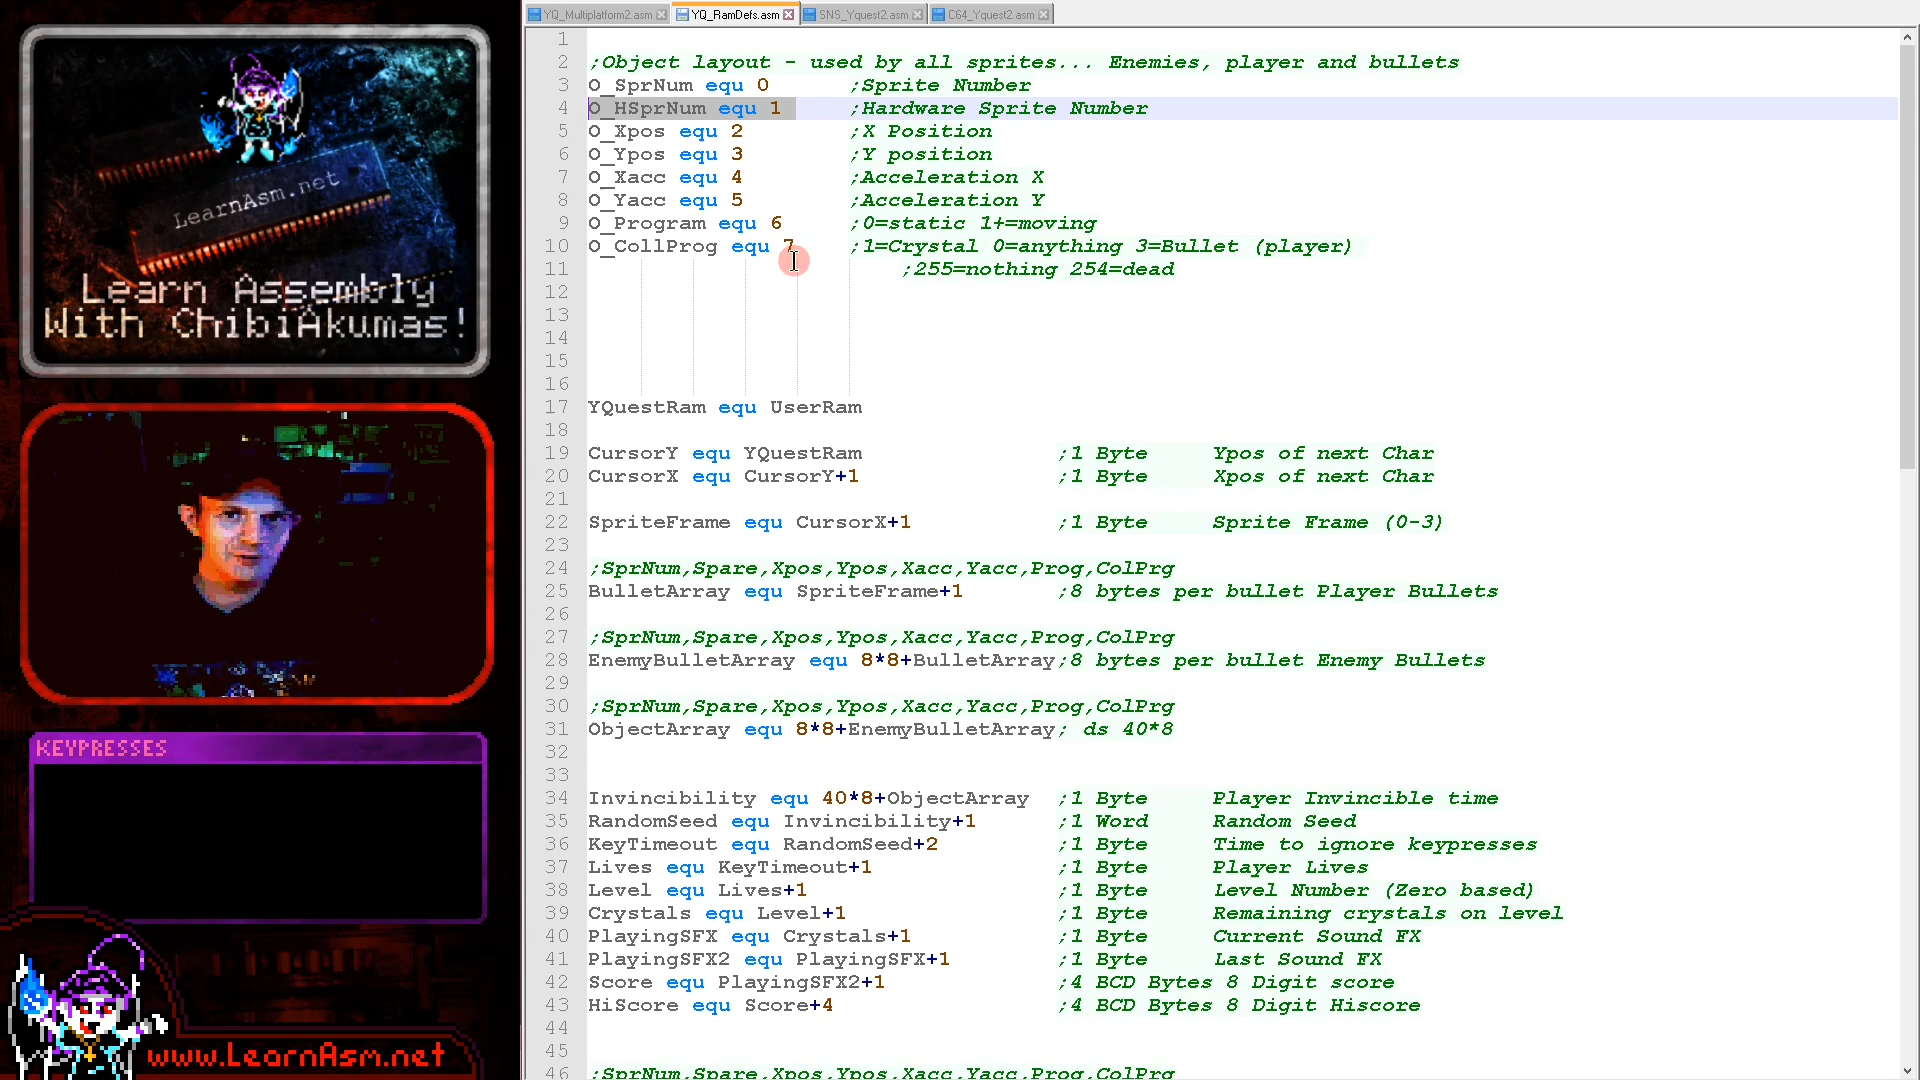 LearnAsm.net
Learn Assembly
With ChibiAkumas!
KEYPRESSES
www.LearnAsm.net
YQ_Multiplatform2.asm YQ_RamDefs.asm SNS_Yquest2.asm C64_Yquest2.asm
1
2 ;Object layout - used by all sprites... Enemies, player and bullets
3 O_SprNum equ 0 ;Sprite Number
4 O_HSprNum equ 1 ;Hardware Sprite Number
5 O_Xpos equ 2 ;X Position
6 O_Ypos equ 3 ;Y position
7 O_Xacc equ 4 ;Acceleration X
8 O_Yacc equ 5 ;Acceleration Y
9 O_Program equ 6 ;0=static 1+=moving
10 O_CollProg equ 7 ;1=Crystal 0=anything 3=Bullet (player)
11 ;255=nothing 254=dead
12
13
14
15
16
17 YQuestRam equ UserRam
18
19 CursorY equ YQuestRam ;1 Byte Ypos of next Char
20 CursorX equ CursorY+1 ;1 Byte Xpos of next Char
21
22 SpriteFrame equ CursorX+1 ;1 Byte Sprite Frame (0-3)
23
24 ;SprNum,Spare,Xpos,Ypos,Xacc,Yacc,Prog,ColPrg
25 BulletArray equ SpriteFrame+1 ;8 bytes per bullet Player Bullets
26
27 ;SprNum,Spare,Xpos,Ypos,Xacc,Yacc,Prog,ColPrg
28 EnemyBulletArray equ 8*8+BulletArray;8 bytes per bullet Enemy Bullets
29
30 ;SprNum,Spare,Xpos,Ypos,Xacc,Yacc,Prog,ColPrg
31 ObjectArray equ 8*8+EnemyBulletArray; ds 40*8
32
33
34 Invincibility equ 40*8+ObjectArray ;1 Byte Player Invincible time
35 RandomSeed equ Invincibility+1 ;1 Word Random Seed
36 KeyTimeout equ RandomSeed+2 ;1 Byte Time to ignore keypresses
37 Lives equ KeyTimeout+1 ;1 Byte Player Lives
38 Level equ Lives+1 ;1 Byte Level Number (Zero based)
39 Crystals equ Level+1 ;1 Byte Remaining crystals on level
40 PlayingSFX equ Crystals+1 ;1 Byte Current Sound FX
41 PlayingSFX2 equ PlayingSFX+1 ;1 Byte Last Sound FX
42 Score equ PlayingSFX2+1 ;4 BCD Bytes 8 Digit score
43 HiScore equ Score+4 ;4 BCD Bytes 8 Digit Hiscore
44
45
46 ;SprNum,Spare,Xpos,Ypos,Xacc,Yacc,Prog,ColPrg